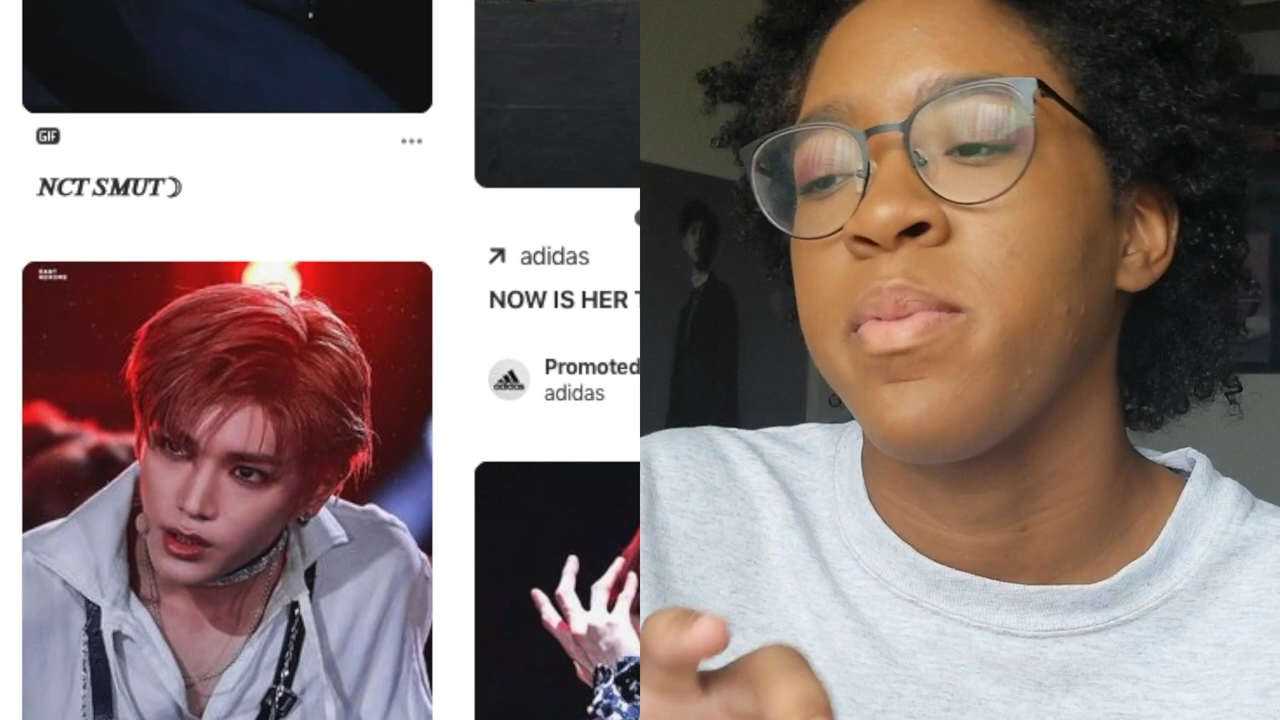 GIF
NCT SMUT☽
adidas
NOW IS HER
Promoted
adidas